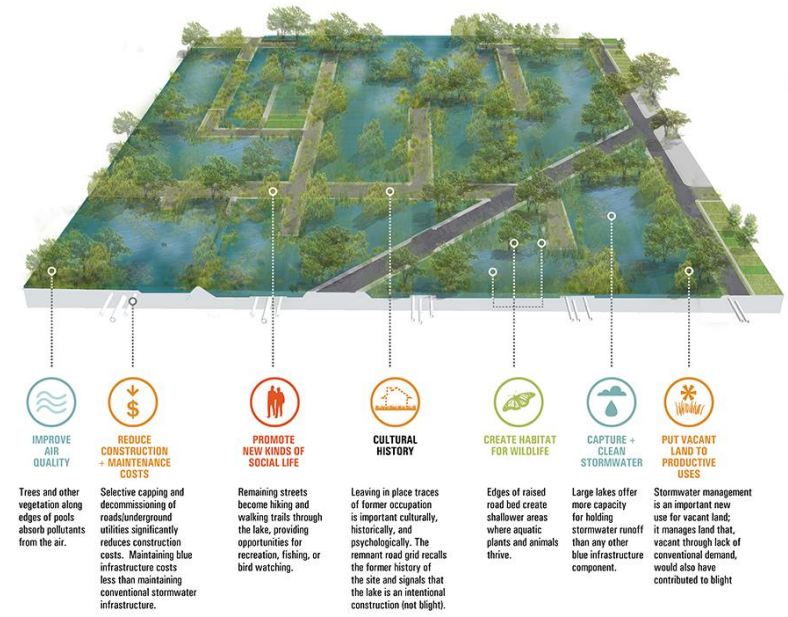 IMPROVE
AIR
QUALITY
Trees and other
vegetation along
edges of pools
absorb pollutants
from the air.
$
REDUCE
CONSTRUCTION
+ MAINTENANCE
COSTS
Selective capping and
decommissioning of
roads/underground
utilities significantly
reduces construction
costs. Maintaining blue
infrastructure costs
less than maintaining
conventional stormwater
infrastructure.
PROMOTE
NEW KINDS OF
SOCIAL LIFE
Remaining streets
become hiking and
walking trails through
the lake, providing
opportunities for
recreation, fishing, or
bird watching.
CULTURAL
HISTORY
Leaving in place traces
of former occupation
is important culturally,
historically, and
psychologically. The
remnant road grid recalls
the former history of
the site and signals that
the lake is an intentional
construction (not blight).
CREATE HABITAT
FOR WILDLIFE
Edges of raised
road bed create
shallower areas
where aquatic
plants and animals
thrive.
CAPTURE +
CLEAN
STORMWATER
Large lakes offer
more capacity
for holding
stormwater runoff
than any other
blue infrastructure
component.
PUT VACANT
LAND TO
PRODUCTIVE
USES
Stormwater management
is an important new
use for vacant land;
it manages land that,
vacant through lack of
conventional demand,
would also have
contributed to blight